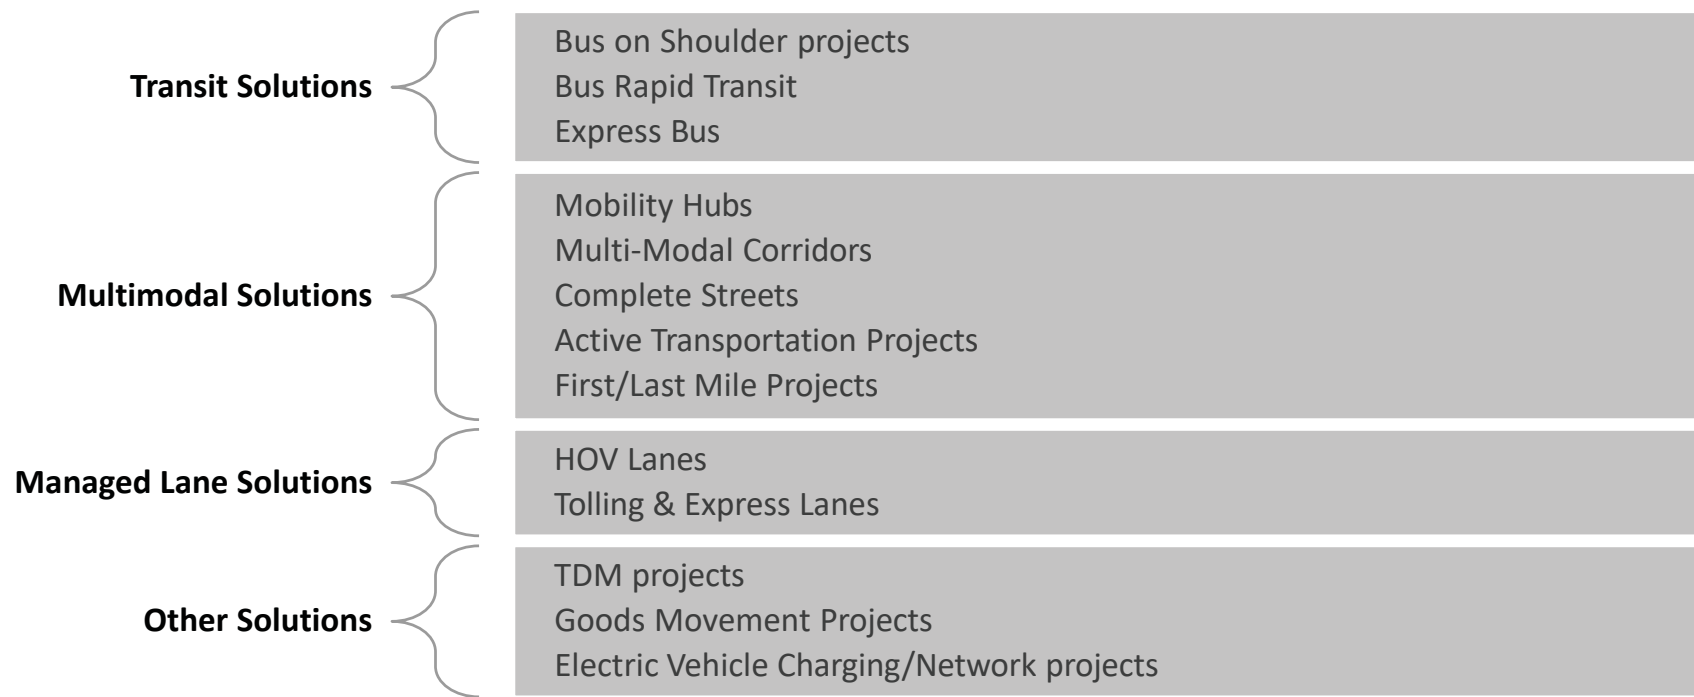 Transit Solutions
Bus on Shoulder projects
Bus Rapid Transit
Express Bus
Multimodal Solutions
Mobility Hubs
Multi-Modal Corridors
Complete Streets
Active Transportation Projects
First/Last Mile Projects
Managed Lane Solutions
HOV Lanes
Tolling & Express Lanes
Other Solutions
TDM projects
Goods Movement Projects
Electric Vehicle Charging/Network projects